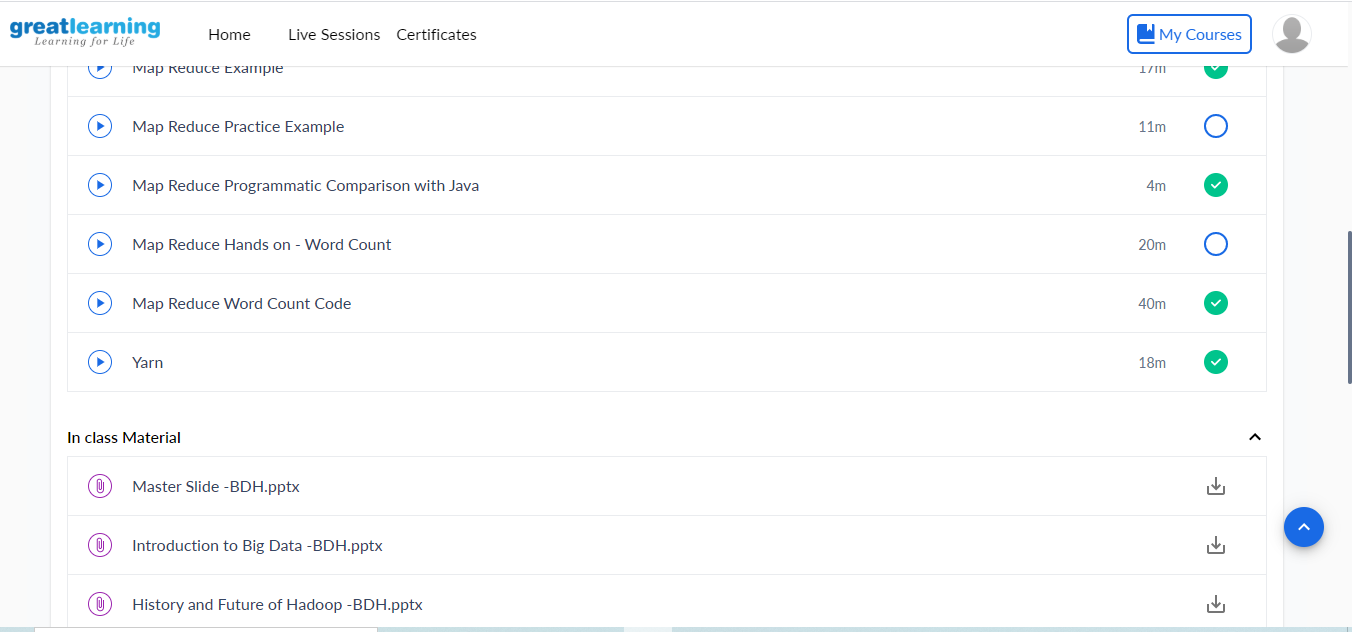 greatlearning
Learning for Life
Home
Live Sessions
Certificates
My Courses
Map Reduce Example
17m
Map Reduce Practice Example
11m
Map Reduce Programmatic Comparison with Java
4m
Map Reduce Hands on - Word Count
20m
Map Reduce Word Count Code
40m
Yarn
18m
In class Material
Master Slide -BDH.pptx
Introduction to Big Data -BDH.pptx
History and Future of Hadoop -BDH.pptx